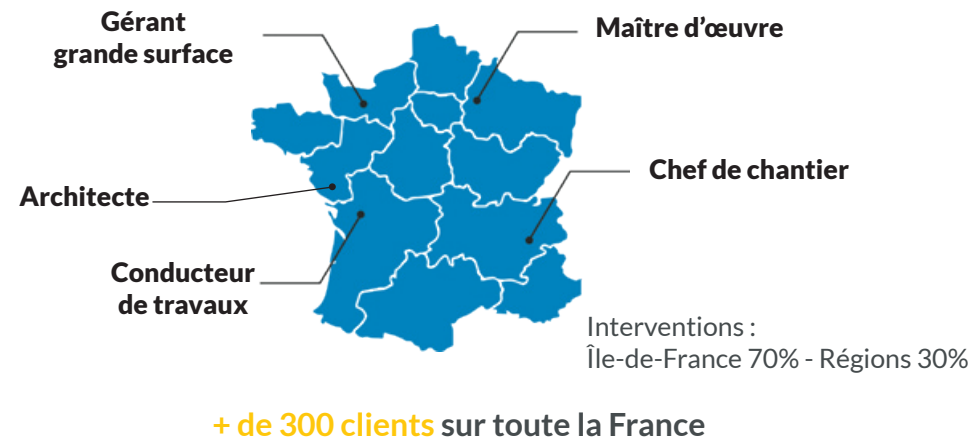 Gérant
grande surface
Maître d’œuvre
Chef de chantier
Architecte
Conducteur
de travaux
Interventions :
Île-de-France 70% - Régions 30%
+ de 300 clients sur toute la France